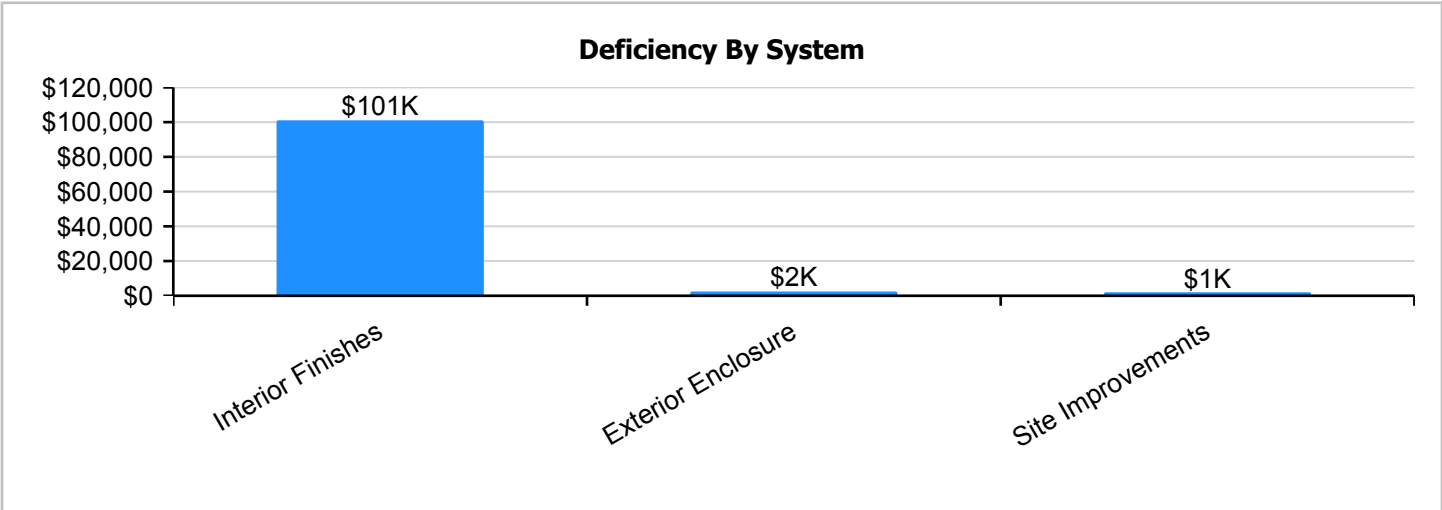 Deficiency By System
$120,000
$100,000
$80,000
$60,000
$40,000
$20,000
$0
$101K
$2K
$1K
Interior Finishes
Exterior Enclosure
Site Improvements